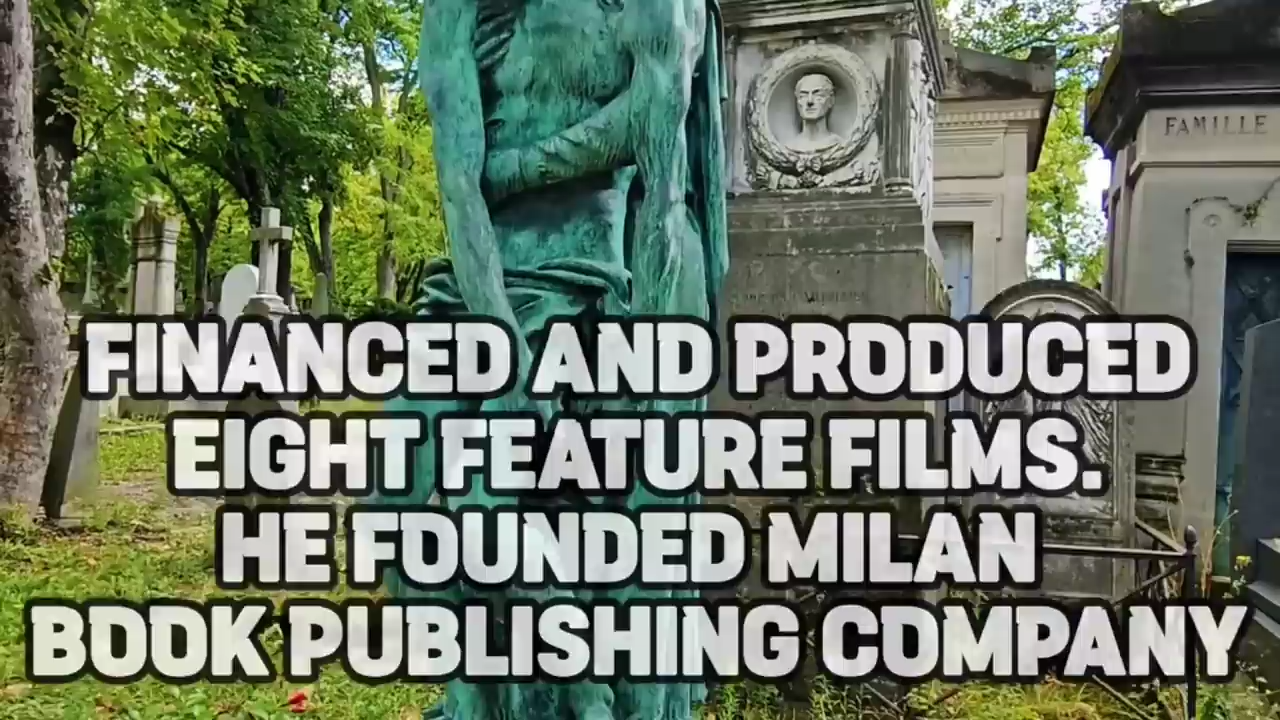 FAMILLE
FINANCED AND PRODUCED
EIGHT FEATURE FILMS.
HE FOUNDED MILAN
BOOK PUBLISHING COMPANY